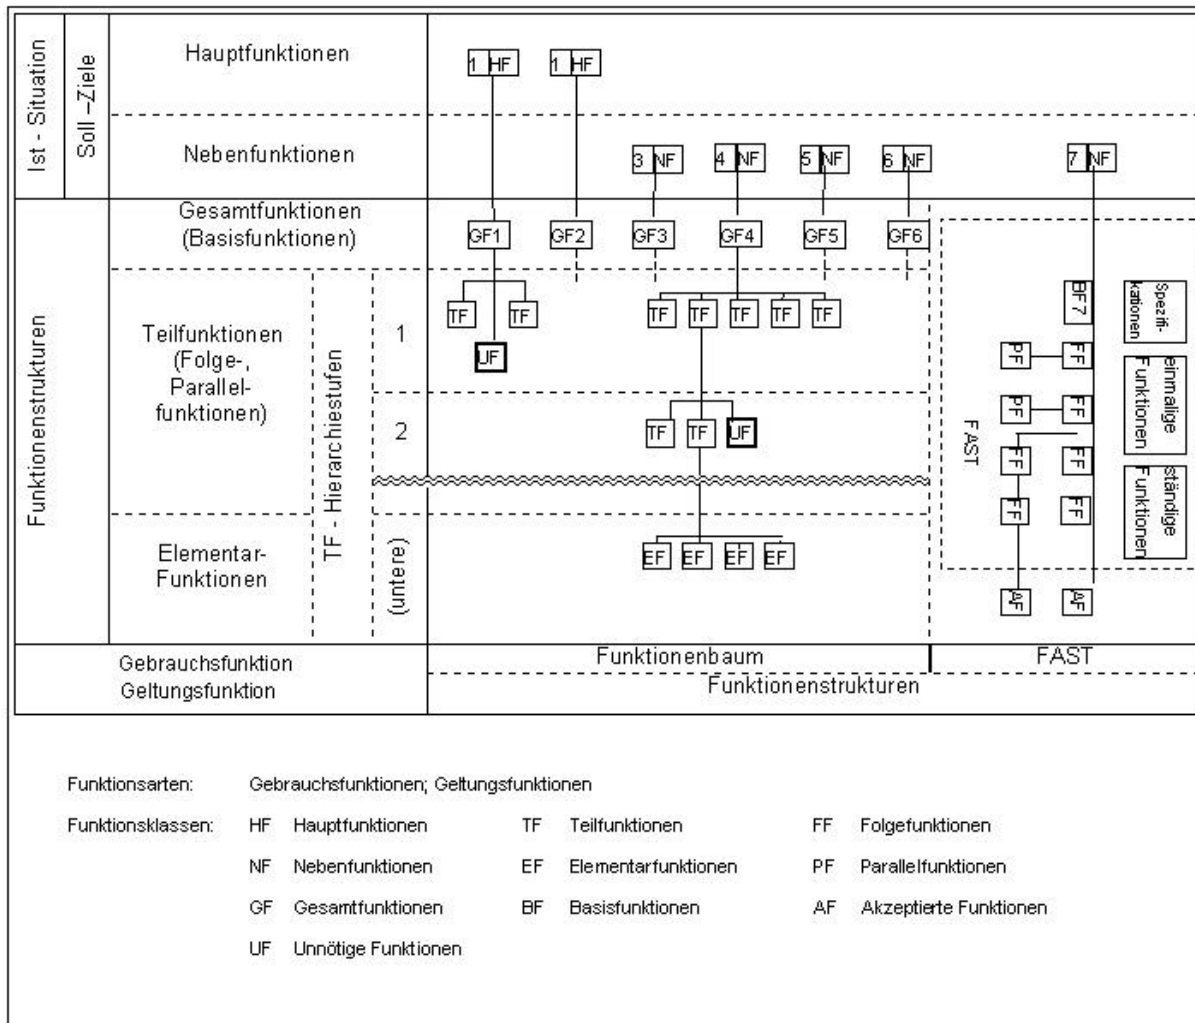 Ist - Situation
Soll –Ziele
Hauptfunktionen
1 HF 1 HF
Nebenfunktionen
3 NF 4 NF 5 NF 6 NF 7 NF
Funktionenstrukturen
Gesamtfunktionen
(Basisfunktionen)
GF1 GF2 GF3 GF4 GF5 GF6
Teilfunktionen
(Folge-,
Parallel-
funktionen)
TF - Hierarchiestufen
1
TF TF TF TF TF TF TF
UF
2
TF TF UF
Elementar-
Funktionen
(untere)
EF EF EF EF
FAST
BF7
PF FF
PF FF
FF FF
FF FF
AF AF
Spezifi-
kationen
einmalige
Funktionen
ständige
Funktionen
Gebrauchsfunktion
Geltungsfunktion
Funktionenbaum FAST
Funktionenstrukturen
Funktionsarten: Gebrauchsfunktionen; Geltungsfunktionen
Funktionsklassen: HF Hauptfunktionen TF Teilfunktionen FF Folgefunktionen
NF Nebenfunktionen EF Elementarfunktionen PF Parallelfunktionen
GF Gesamtfunktionen BF Basisfunktionen AF Akzeptierte Funktionen
UF Unnötige Funktionen